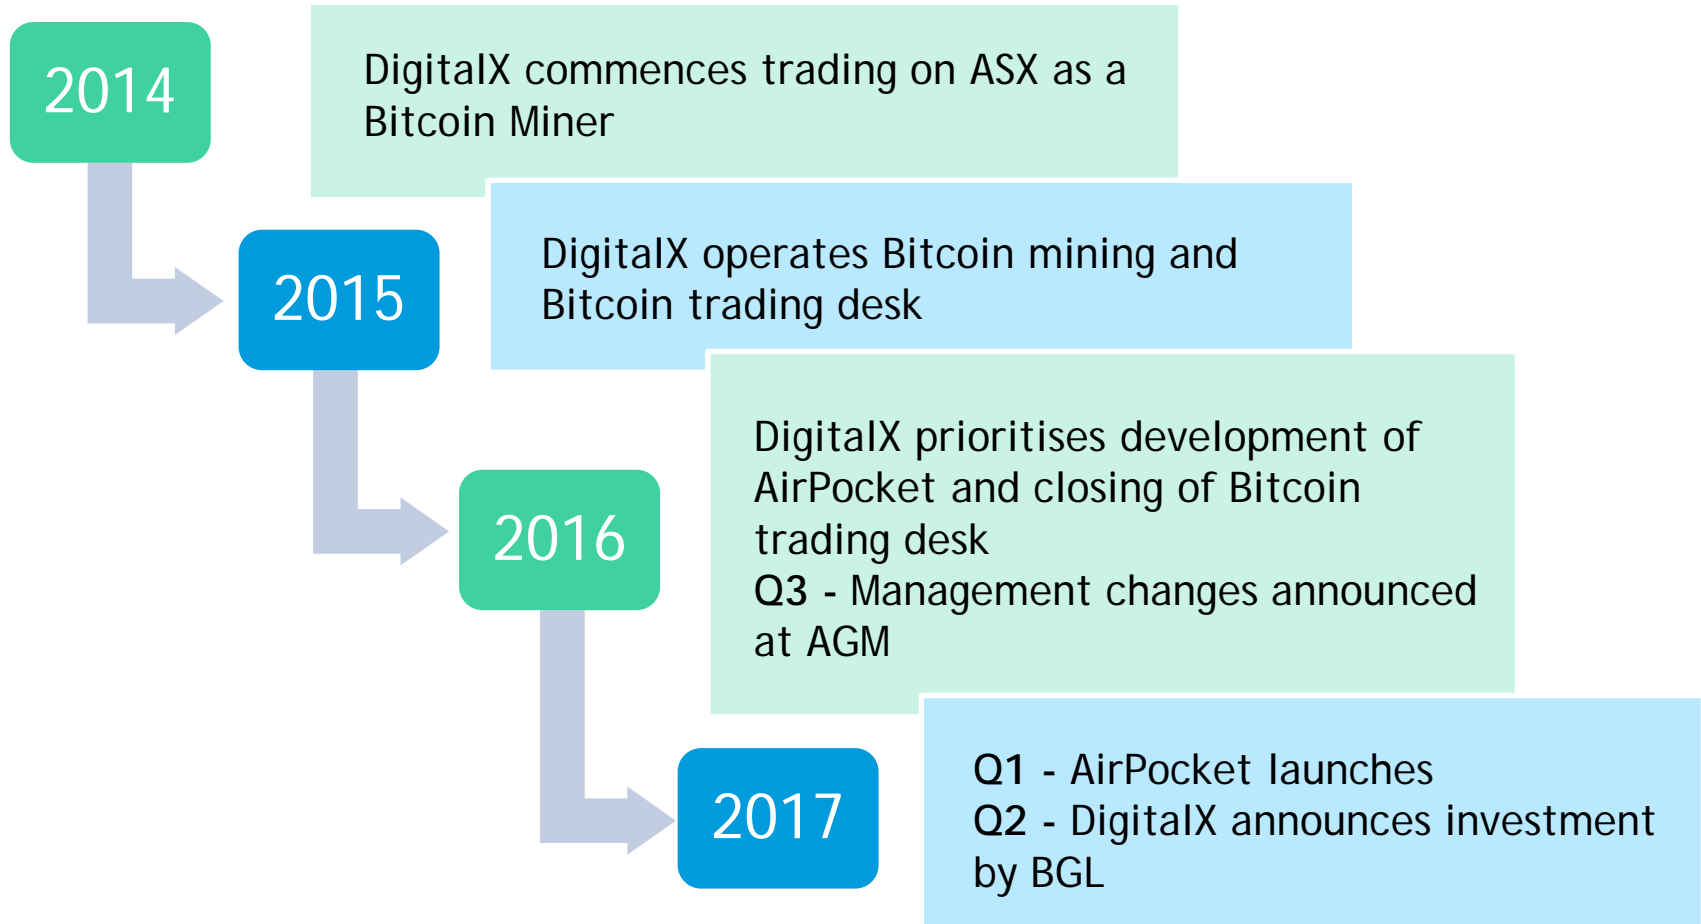 2014
DigitalX commences trading on ASX as a
Bitcoin Miner
2015
DigitalX operates Bitcoin mining and
Bitcoin trading desk
2016
DigitalX prioritises development of
AirPocket and closing of Bitcoin
trading desk
Q3 - Management changes announced
at AGM
2017
Q1 - AirPocket launches
Q2 - DigitalX announces investment
by BGL